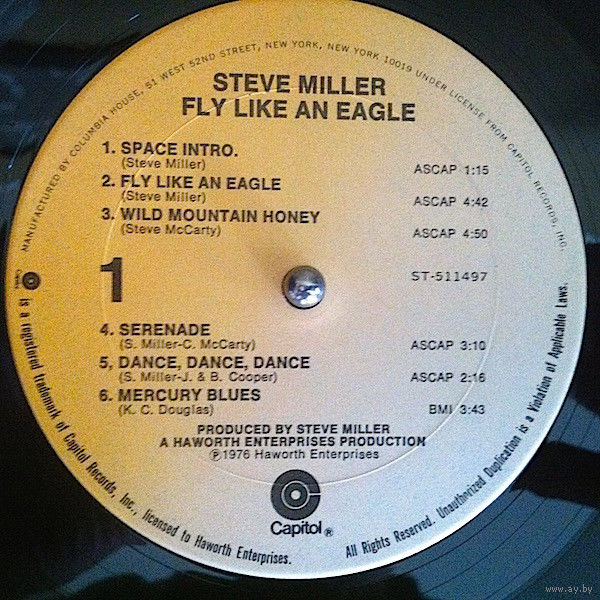 MANUFACTURED BY COLUMBIA HOUSE, 51 WEST 52ND STREET, NEW YORK, NEW YORK 10019 UNDER LICENSE FROM CAPITOL RECORDS, INC.
STEVE MILLER
FLY LIKE AN EAGLE
1. SPACE INTRO.
(Steve Miller) ASCAP 1:15
2. FLY LIKE AN EAGLE
(Steve Miller) ASCAP 4:42
3. WILD MOUNTAIN HONEY
(Steve McCarty) ASCAP 4:50
1 ST-511497
4. SERENADE
(S. Miller-C. McCarty) ASCAP 3:10
5, DANCE, DANCE, DANCE
(S. Miller-J. & B. Cooper) ASCAP 2:16
6. MERCURY BLUES
(K. C. Douglas) BMI 3:43
PRODUCED BY STEVE MILLER
A HAWORTH ENTERPRISES PRODUCTION
Ⓟ1976 Haworth Enterprises
Capitol®
is a registered trademark of Capitol Records, Inc., licensed to Haworth Enterprises. All Rights Reserved. Unauthorized Duplication is a Violation of Applicable Laws.
www.ay.by